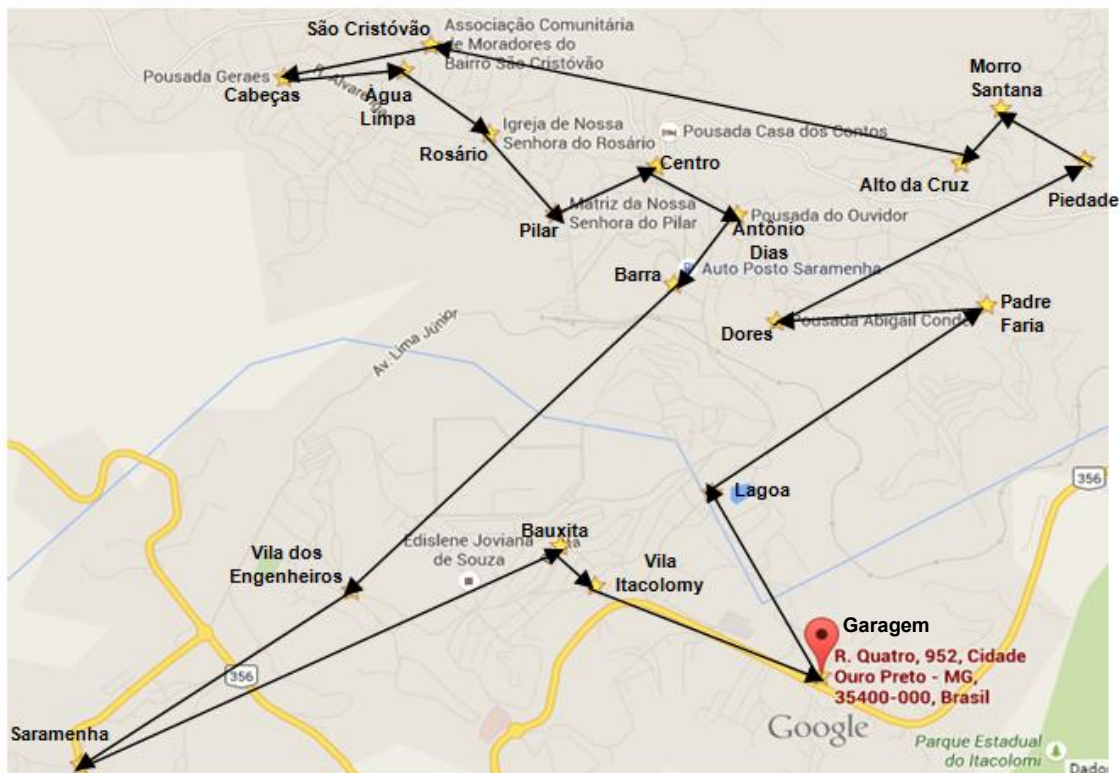 São Cristóvão
Associação Comunitária
de Moradores do
Bairro São Cristóvão
Pousada Geraes
Cabeças
R. Alvarenga
Água
Limpa
Morro
Santana
Igreja de Nossa
Senhora do Rosário
Rosário
Pousada Casa dos Contos
Centro
Alto da Cruz
Piedade
Pilar
Matriz da Nossa
Senhora do Pilar
Pousada do Ouvidor
Antônio
Dias
Barra
Auto Posto Saramenha
Padre
Faria
Dores
Pousada Abigail Conde
Av. Lima Júnior
356
Lagoa
Bauxita
Edislene Joviana
de Souza
Vila dos
Engenheiros
Vila
Itacolomy
Garagem
R. Quatro, 952, Cidade
Ouro Preto - MG,
35400-000, Brasil
356
Saramenha
Google
Parque Estadual
do Itacolomi
Dados